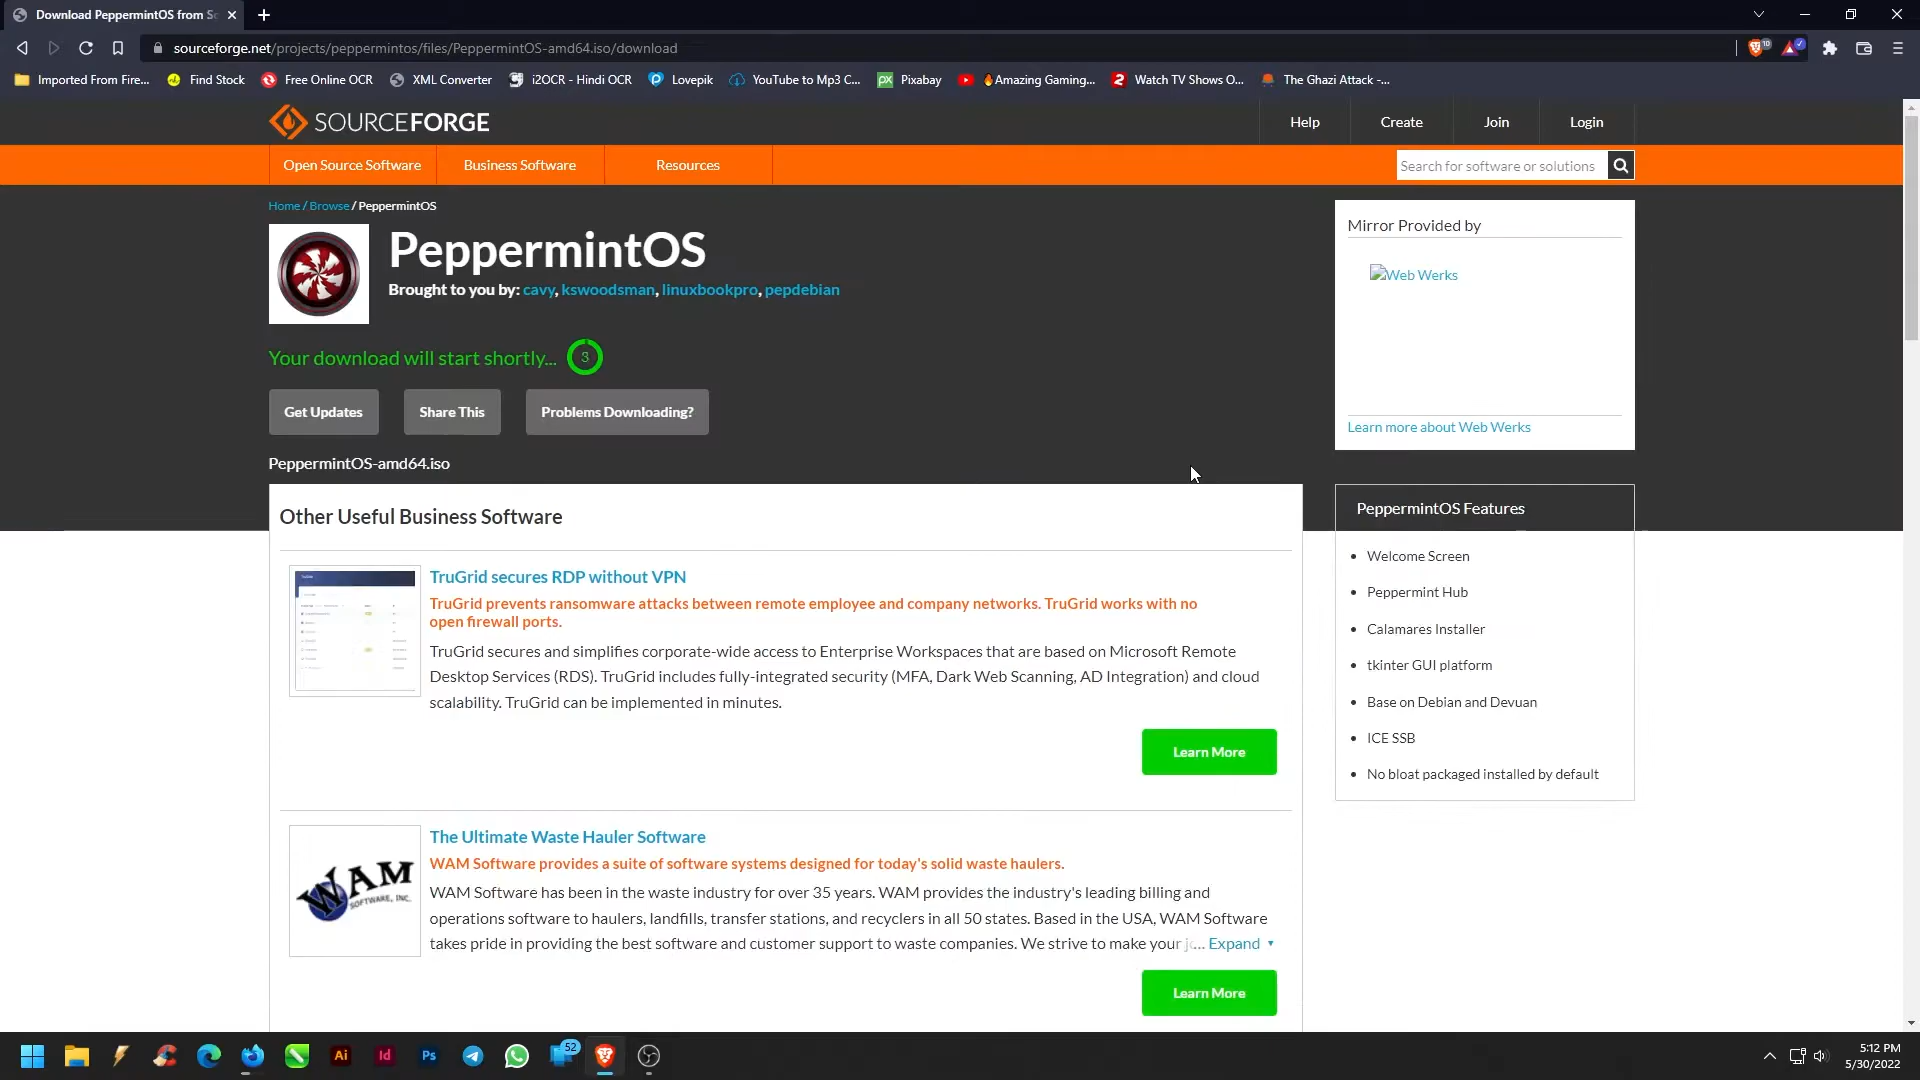 Download PeppermintOS from S
sourceforge.net/projects/peppermintos/files/PeppermintOS-amd64.iso/download
10
Imported From Fire...
Find Stock
Free Online OCR
XML Converter
i2OCR - Hindi OCR
Lovepik
YouTube to Mp3 C...
px
Pixabay
🔥Amazing Gaming...
2
Watch TV Shows O...
The Ghazi Attack -...
SOURCEFORGE
Help
Create
Join
Login
Open Source Software
Business Software
Resources
Search for software or solutions
Home / Browse / PeppermintOS
PeppermintOS
Brought to you by: cavy, kswoodsman, linuxbookpro, pepdebian
Your download will start shortly... 3
Get Updates
Share This
Problems Downloading?
PeppermintOS-amd64.iso
Mirror Provided by
Web Werks
Learn more about Web Werks
Other Useful Business Software
TruGrid secures RDP without VPN
TruGrid prevents ransomware attacks between remote employee and company networks. TruGrid works with no
open firewall ports.
TruGrid secures and simplifies corporate-wide access to Enterprise Workspaces that are based on Microsoft Remote
Desktop Services (RDS). TruGrid includes fully-integrated security (MFA, Dark Web Scanning, AD Integration) and cloud
scalability. TruGrid can be implemented in minutes.
Learn More
WAM
SOFTWARE, INC.
The Ultimate Waste Hauler Software
WAM Software provides a suite of software systems designed for today's solid waste haulers.
WAM Software has been in the waste industry for over 35 years. WAM provides the industry's leading billing and
operations software to haulers, landfills, transfer stations, and recyclers in all 50 states. Based in the USA, WAM Software
takes pride in providing the best software and customer support to waste companies. We strive to make your j... Expand
Learn More
PeppermintOS Features
Welcome Screen
Peppermint Hub
Calamares Installer
tkinter GUI platform
Base on Debian and Devuan
ICE SSB
No bloat packaged installed by default
Ai
Id
Ps
52
5:12 PM
5/30/2022